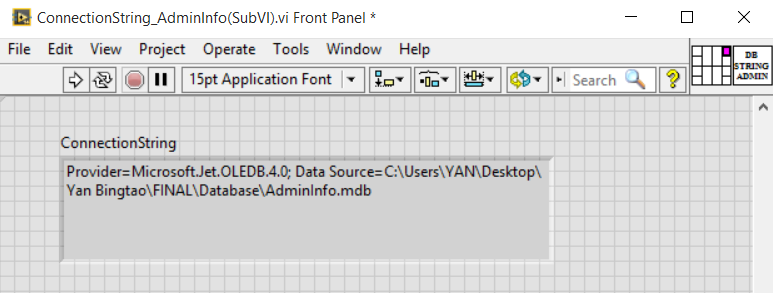 ConnectionString_AdminInfo(SubVI).vi Front Panel *
File Edit View Project Operate Tools Window Help
15pt Application Font
Search
?
DB
STRING
ADMIN
ConnectionString
Provider=Microsoft.Jet.OLEDB.4.0; Data Source=C:\Users\YAN\Desktop\
Yan Bingtao\FINAL\Database\AdminInfo.mdb